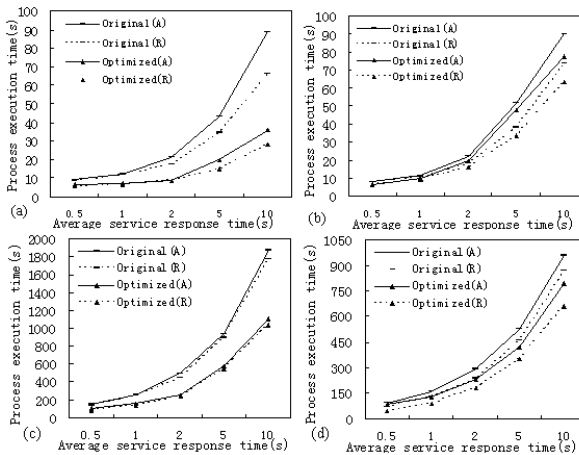 Process execution time(s)
100
90
80
70
60
50
40
30
20
10
0
Original(A)
Original(R)
Optimized(A)
Optimized(R)
0.5 1 2 5 10
(a)
Average service response time(s)
Process execution time(s)
100
90
80
70
60
50
40
30
20
10
0
Original(A)
Original(R)
Optimized(A)
Optimized(R)
0.5 1 2 5 10
(b)
Average service response time(s)
Process execution time(s)
2000
1800
1600
1400
1200
1000
800
600
400
200
0
Original(A)
Original(R)
Optimized(A)
Optimized(R)
0.5 1 2 5 10
(c)
Average service response time(s)
Process execution time(s)
1050
900
750
600
450
300
150
0
Original(A)
Original(R)
Optimized(A)
Optimized(R)
0.5 1 2 5 10
(d)
Average service response time(s)